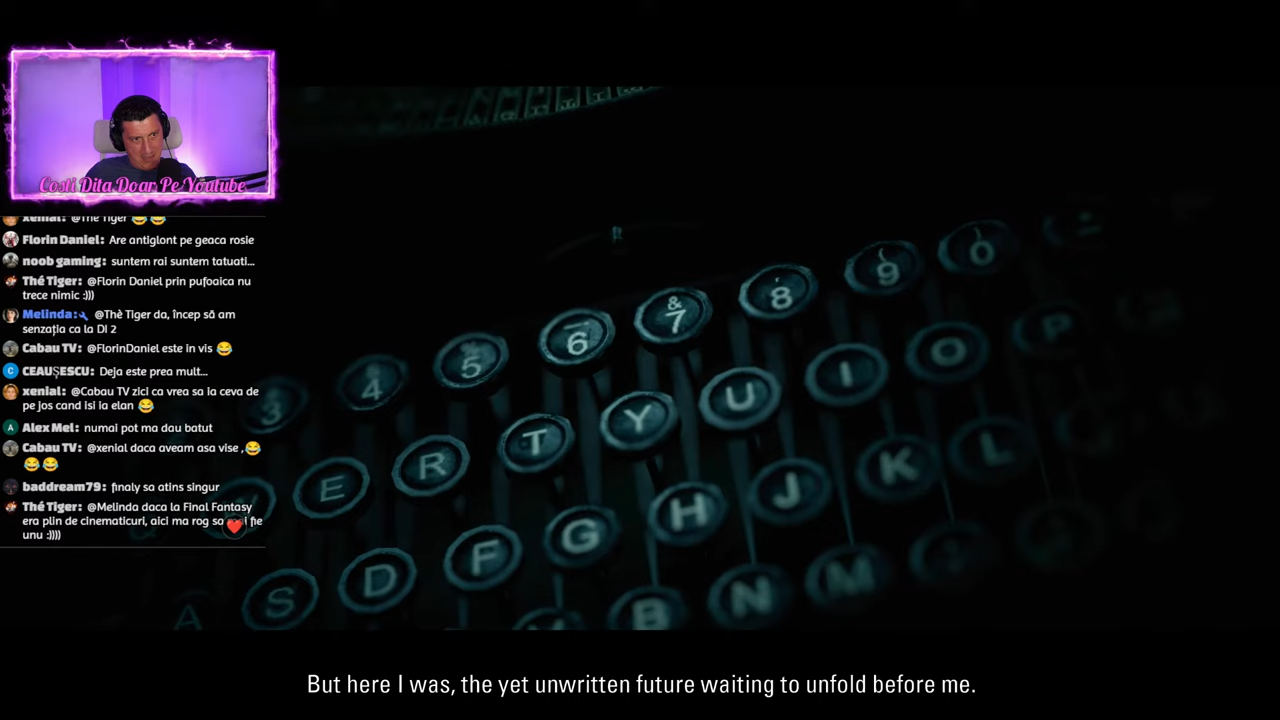 Costi Dita Doar Pe Youtube
xenial: @The Tiger 😂😂
Florin Daniel: Are antiglont pe geaca rosie
noob gaming: suntem rai suntem tatuati...
Thé Tiger: @Florin Daniel prin pufoaica nu
trece nimic :)))
Melinda: @Thè Tiger da, încep să am
senzația ca la DI 2
Cabau TV: @FlorinDaniel este in vis 😂
C CEAUȘESCU: Deja este prea mult...
xenial: @Cabau TV zici ca vrea sa ia ceva de
pe jos cand isi ia elan 😂
A Alex Mel: numai pot ma dau batut
Cabau TV: @xenial daca aveam asa vise ,😂
😂😂
baddream79: finaly sa atins singur
Thé Tiger: @Melinda daca la Final Fantasy
era plin de cinematicuri, aici ma rog sa mai fie
unu :))))
3 4 5 6 & 7 ' 8 ( 9 ) 0
W E R T Y U I O P
A S D F G H J K L
B N M
But here I was, the yet unwritten future waiting to unfold before me.